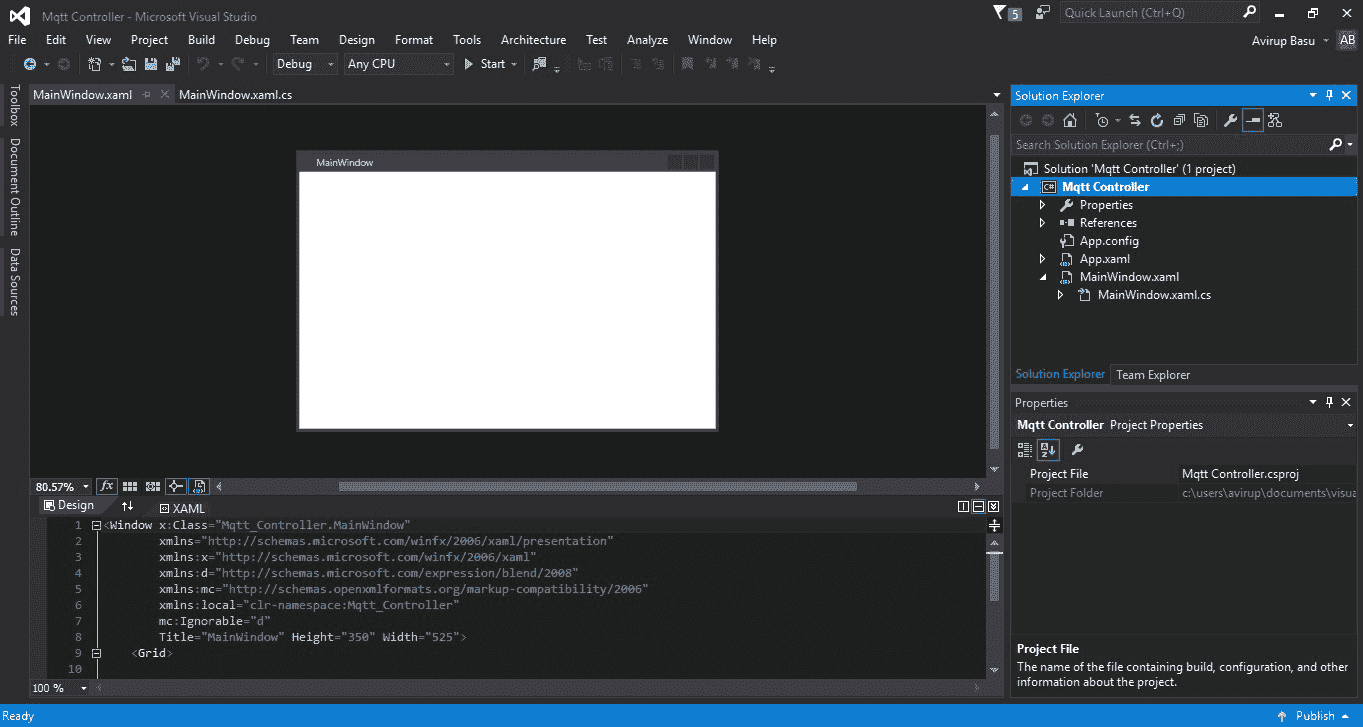 Mqtt Controller - Microsoft Visual Studio
5
Quick Launch (Ctrl+Q)
File Edit View Project Build Debug Team Design Format Tools Architecture Test Analyze Window Help
Avirup Basu AB
Debug Any CPU Start
Toolbox
Document Outline
Data Sources
MainWindow.xaml MainWindow.xaml.cs
MainWindow
80.57%
fx
Design XAML
1 <Window x:Class="Mqtt_Controller.MainWindow"
2 xmlns="http://schemas.microsoft.com/winfx/2006/xaml/presentation"
3 xmlns:x="http://schemas.microsoft.com/winfx/2006/xaml"
4 xmlns:d="http://schemas.microsoft.com/expression/blend/2008"
5 xmlns:mc="http://schemas.openxmlformats.org/markup-compatibility/2006"
6 xmlns:local="clr-namespace:Mqtt_Controller"
7 mc:Ignorable="d"
8 Title="MainWindow" Height="350" Width="525">
9 <Grid>
10
100 %
Solution Explorer
Search Solution Explorer (Ctrl+;)
Solution 'Mqtt Controller' (1 project)
C# Mqtt Controller
Properties
References
App.config
App.xaml
MainWindow.xaml
MainWindow.xaml.cs
Solution Explorer Team Explorer
Properties
Mqtt Controller Project Properties
Project File Mqtt Controller.csproj
Project Folder c:\users\avirup\documents\visua
Project File
The name of the file containing build, configuration, and other
information about the project.
Ready
Publish